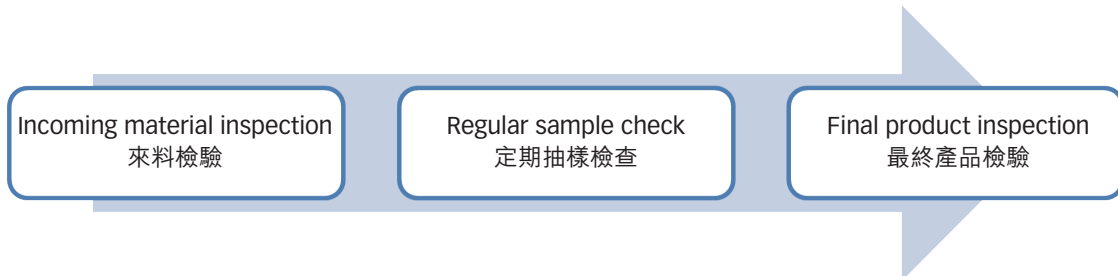 Incoming material inspection
來料檢驗
Regular sample check
定期抽樣檢查
Final product inspection
最終產品檢驗